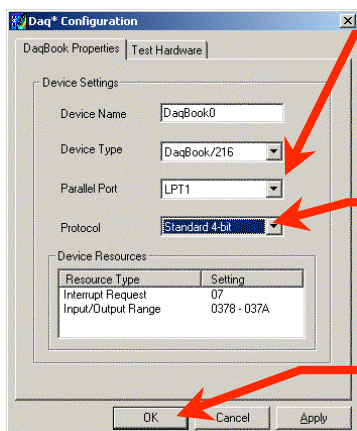 Daq* Configuration
DaqBook Properties Test Hardware
Device Settings
Device Name DaqBook0
Device Type DaqBook/216
Parallel Port LPT1
Protocol Standard 4-bit
Device Resources
Resource Type Setting
Interrupt Request 07
Input/Output Range 0378 - 037A
OK Cancel Apply